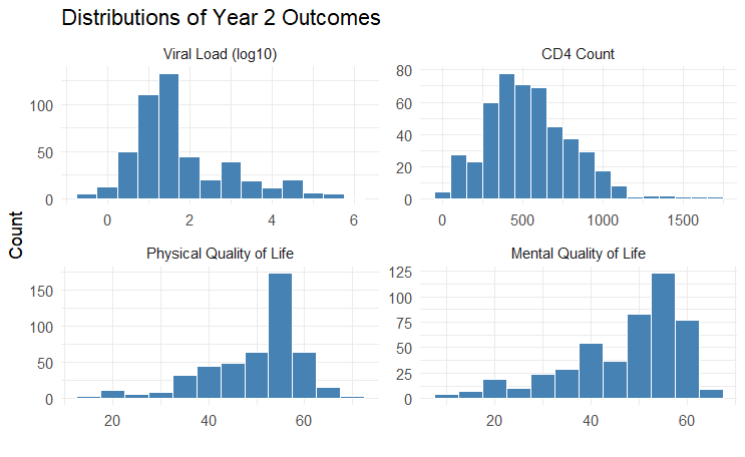 Distributions of Year 2 Outcomes
Viral Load (log10)
CD4 Count
100
50
0
0 2 4 6
80
60
40
20
0
0 500 1000 1500
Count
Physical Quality of Life
Mental Quality of Life
150
100
50
0
20 40 60
125
100
75
50
25
0
20 40 60